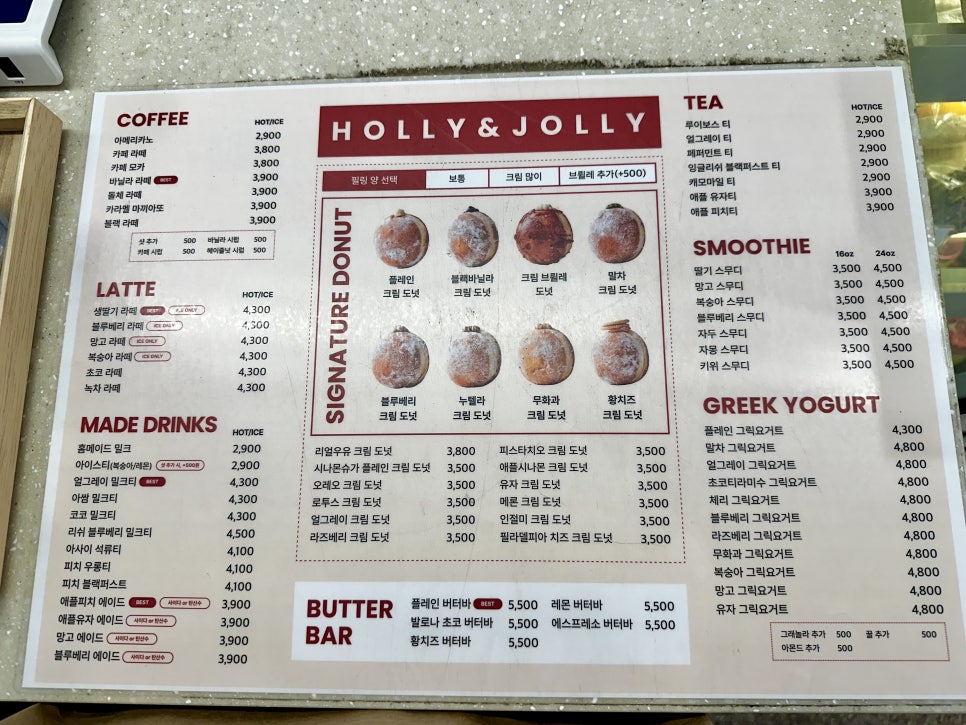 COFFEE
HOT/ICE
아메리카노 2,900
카페 라떼 3,800
카페 모카 3,800
바닐라 라떼 BEST 3,900
돌체 라떼 3,900
카라멜 마끼아또 3,900
블랙 라떼 3,900
샷 추가 500 바닐라 시럽 500
카페 시럽 500 헤이즐넛 시럽 500
LATTE
HOT/ICE
생딸기 라떼 BEST ICE ONLY 4,300
블루베리 라떼 ICE ONLY 4,300
망고 라떼 ICE ONLY 4,300
복숭아 라떼 ICE ONLY 4,300
초코 라떼 4,300
녹차 라떼 4,300
MADE DRINKS
HOT/ICE
홈메이드 밀크 2,900
아이스티(복숭아/레몬) 샷 추가 시, +500원 2,900
얼그레이 밀크티 BEST 4,300
아쌈 밀크티 4,300
코코 밀크티 4,300
리쉬 블루베리 밀크티 4,500
아사이 석류티 4,100
피치 우롱티 4,100
피치 블랙퍼스트 4,100
애플피치 에이드 BEST 사이다 or 탄산수 3,900
애플유자 에이드 사이다 or 탄산수 3,900
망고 에이드 사이다 or 탄산수 3,900
블루베리 에이드 사이다 or 탄산수 3,900
HOLLY & JOLLY
필링 양 선택 보통 크림 많이 브륄레 추가(+500)
SIGNATURE DONUT
플레인 크림 도넛
블랙바닐라 크림 도넛
크림 브륄레 도넛
말차 크림 도넛
블루베리 크림 도넛
누텔라 크림 도넛
무화과 크림 도넛
황치즈 크림 도넛
리얼우유 크림 도넛 3,800 피스타치오 크림 도넛 3,500
시나몬슈가 플레인 크림 도넛 3,500 애플시나몬 크림 도넛 3,500
오레오 크림 도넛 3,500 유자 크림 도넛 3,500
로투스 크림 도넛 3,500 메론 크림 도넛 3,500
얼그레이 크림 도넛 3,500 인절미 크림 도넛 3,500
라즈베리 크림 도넛 3,500 필라델피아 치즈 크림 도넛 3,500
BUTTER BAR
플레인 버터바 BEST 5,500 레몬 버터바 5,500
발로나 초코 버터바 5,500 에스프레소 버터바 5,500
황치즈 버터바 5,500
TEA
HOT/ICE
루이보스 티 2,900
얼그레이 티 2,900
페퍼민트 티 2,900
잉글리쉬 블랙퍼스트 티 2,900
캐모마일 티 2,900
애플 유자티 3,900
애플 피치티 3,900
SMOOTHIE
16oz 24oz
딸기 스무디 3,500 4,500
망고 스무디 3,500 4,500
복숭아 스무디 3,500 4,500
블루베리 스무디 3,500 4,500
자두 스무디 3,500 4,500
자몽 스무디 3,500 4,500
키위 스무디 3,500 4,500
GREEK YOGURT
플레인 그릭요거트 4,300
말차 그릭요거트 4,800
얼그레이 그릭요거트 4,800
초코티라미수 그릭요거트 4,800
체리 그릭요거트 4,800
블루베리 그릭요거트 4,800
라즈베리 그릭요거트 4,800
무화과 그릭요거트 4,800
복숭아 그릭요거트 4,800
망고 그릭요거트 4,800
유자 그릭요거트 4,800
그래놀라 추가 500 꿀 추가 500
아몬드 추가 500